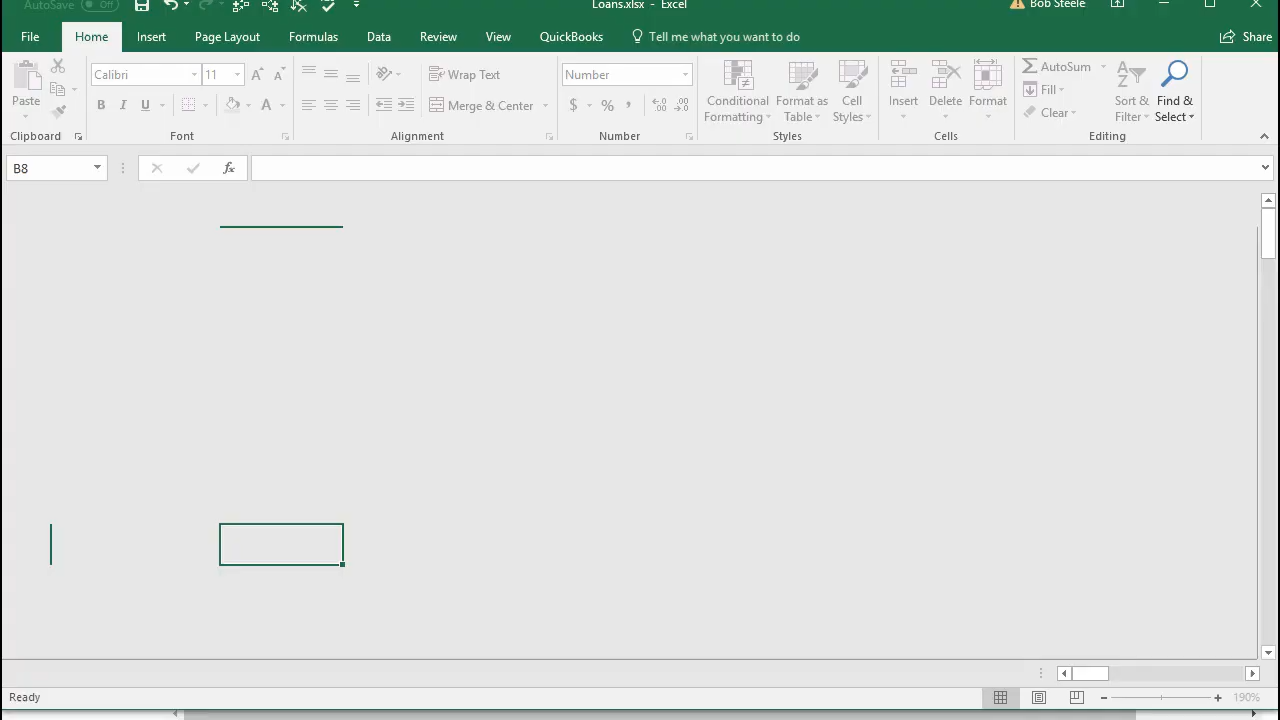 AutoSave Off Loans.xlsx - Excel Bob Steele
File Home Insert Page Layout Formulas Data Review View QuickBooks Tell me what you want to do Share
Paste Calibri 11 Wrap Text Number Conditional Formatting Format as Table Cell Styles Insert Delete Format AutoSum Sort & Filter Find & Select
B I U A Merge & Center $ % , Fill
Clear
Clipboard Font Alignment Number Styles Cells Editing
B8 fx
Ready 190%